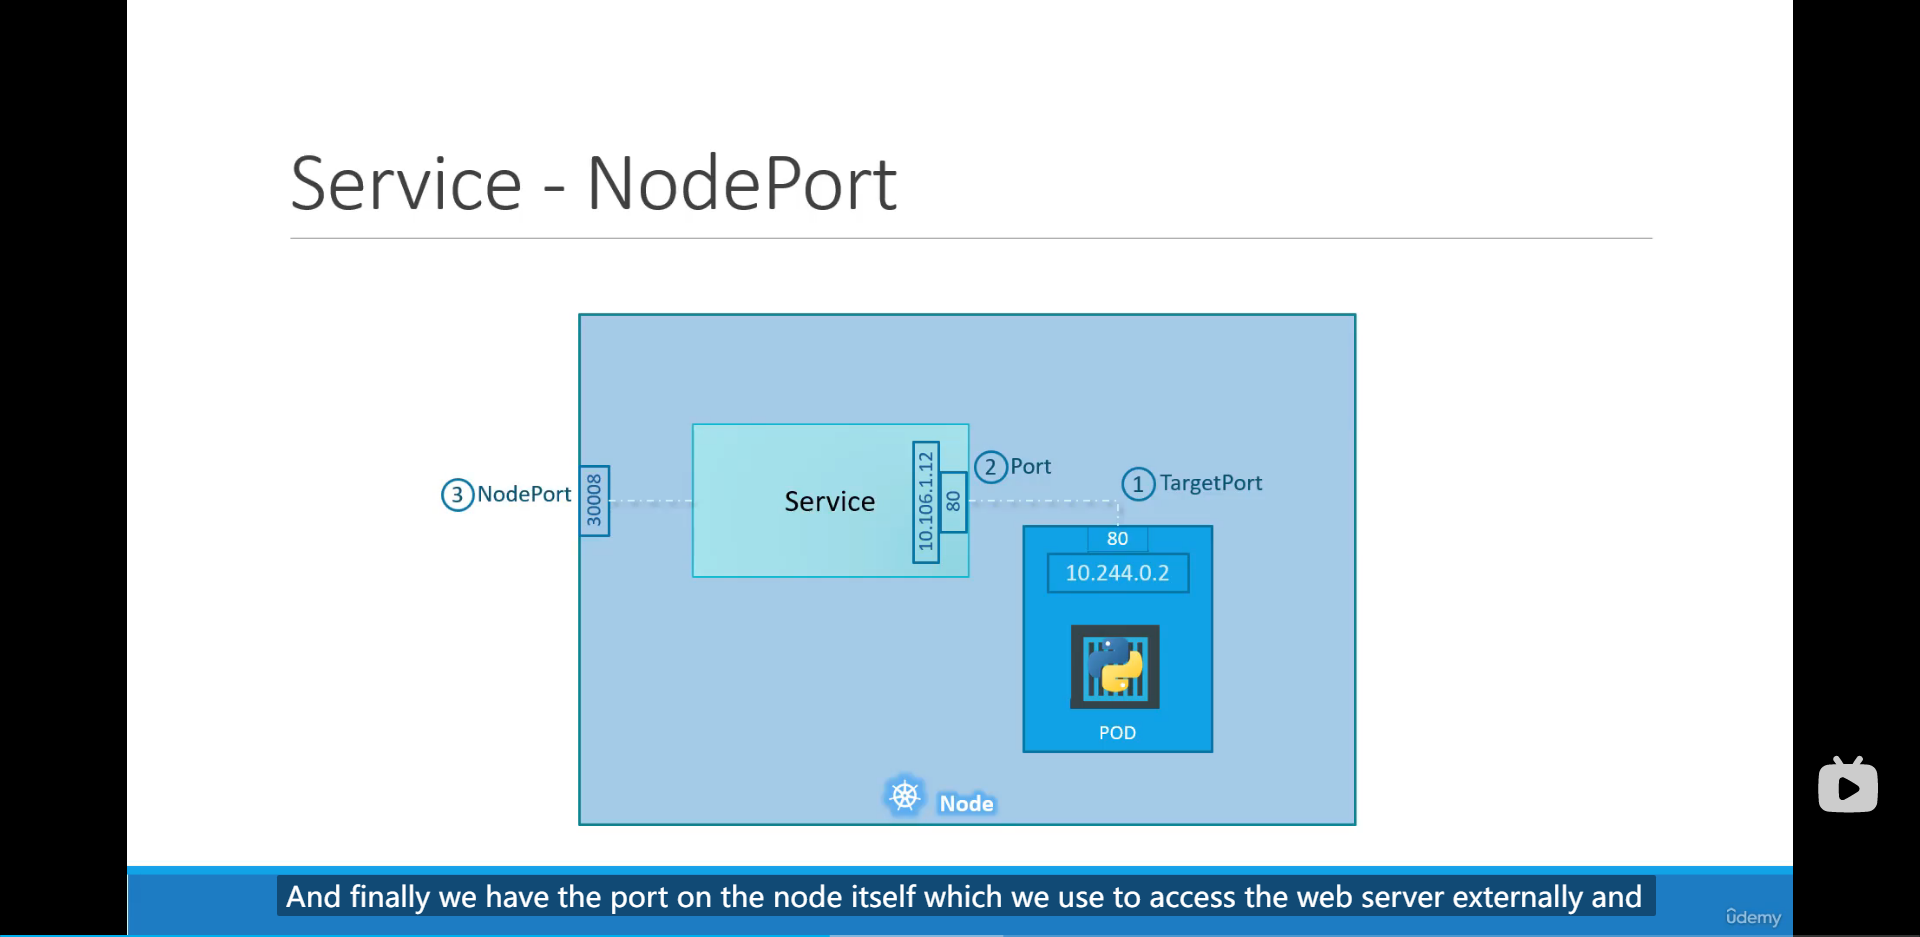 Service - NodePort
3 NodePort
30008
Service
10.106.1.12
80
2 Port
1 TargetPort
80
10.244.0.2
POD
Node
And finally we have the port on the node itself which we use to access the web server externally and
ûdemy